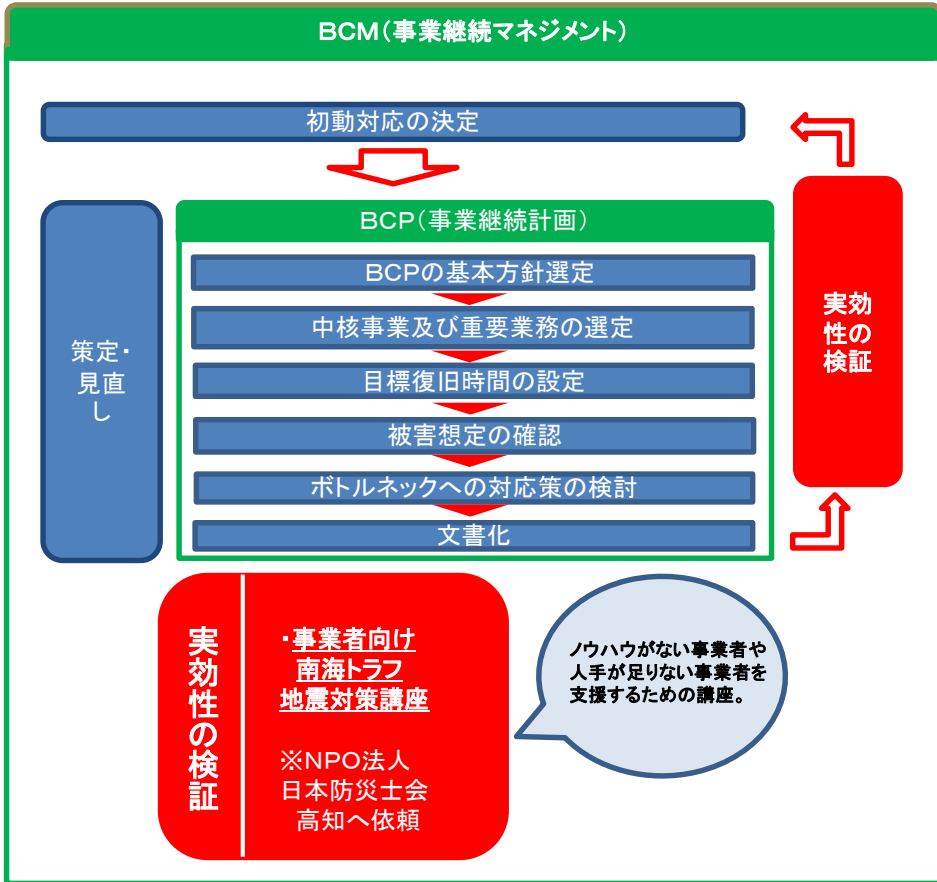 BCM(事業継続マネジメント)
初動対応の決定
BCP(事業継続計画)
BCPの基本方針選定
中核事業及び重要業務の選定
目標復旧時間の設定
被害想定の確認
ボトルネックへの対応策の検討
文書化
策定・
見直
し
実効
性の
検証
実効性の検証
・事業者向け
南海トラフ
地震対策講座
※NPO法人
日本防災士会
高知へ依頼
ノウハウがない事業者や
人手が足りない事業者を
支援するための講座。